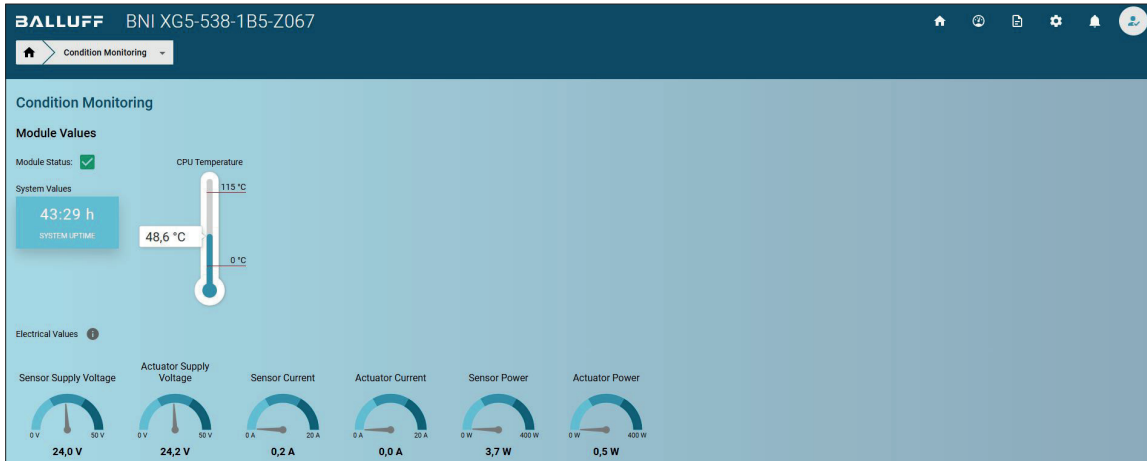 BALLUFF BNI XG5-538-1B5-Z067
Condition Monitoring
Condition Monitoring
Module Values
Module Status:
CPU Temperature
System Values
115 °C
43:29 h
SYSTEM UPTIME
48,6 °C
0 °C
Electrical Values
Sensor Supply Voltage
Actuator Supply
Voltage
Sensor Current
Actuator Current
Sensor Power
Actuator Power
0 V 50 V 0 V 50 V 0 A 20 A 0 A 20 A 0 W 400 W 0 W 400 W
24,0 V 24,2 V 0,2 A 0,0 A 3,7 W 0,5 W